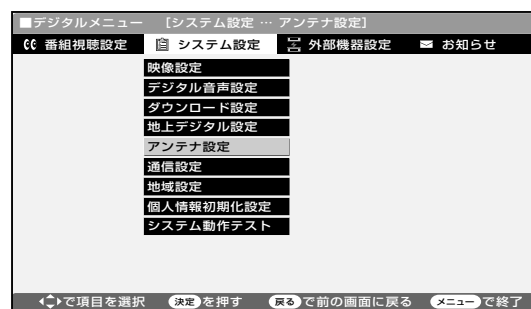 ■デジタルメニュー [システム設定 … アンテナ設定]
番組視聴設定 システム設定 外部機器設定 お知らせ
映像設定
デジタル音声設定
ダウンロード設定
地上デジタル設定
アンテナ設定
通信設定
地域設定
個人情報初期化設定
システム動作テスト
で項目を選択 決定を押す 戻るで前の画面に戻る メニューで終了